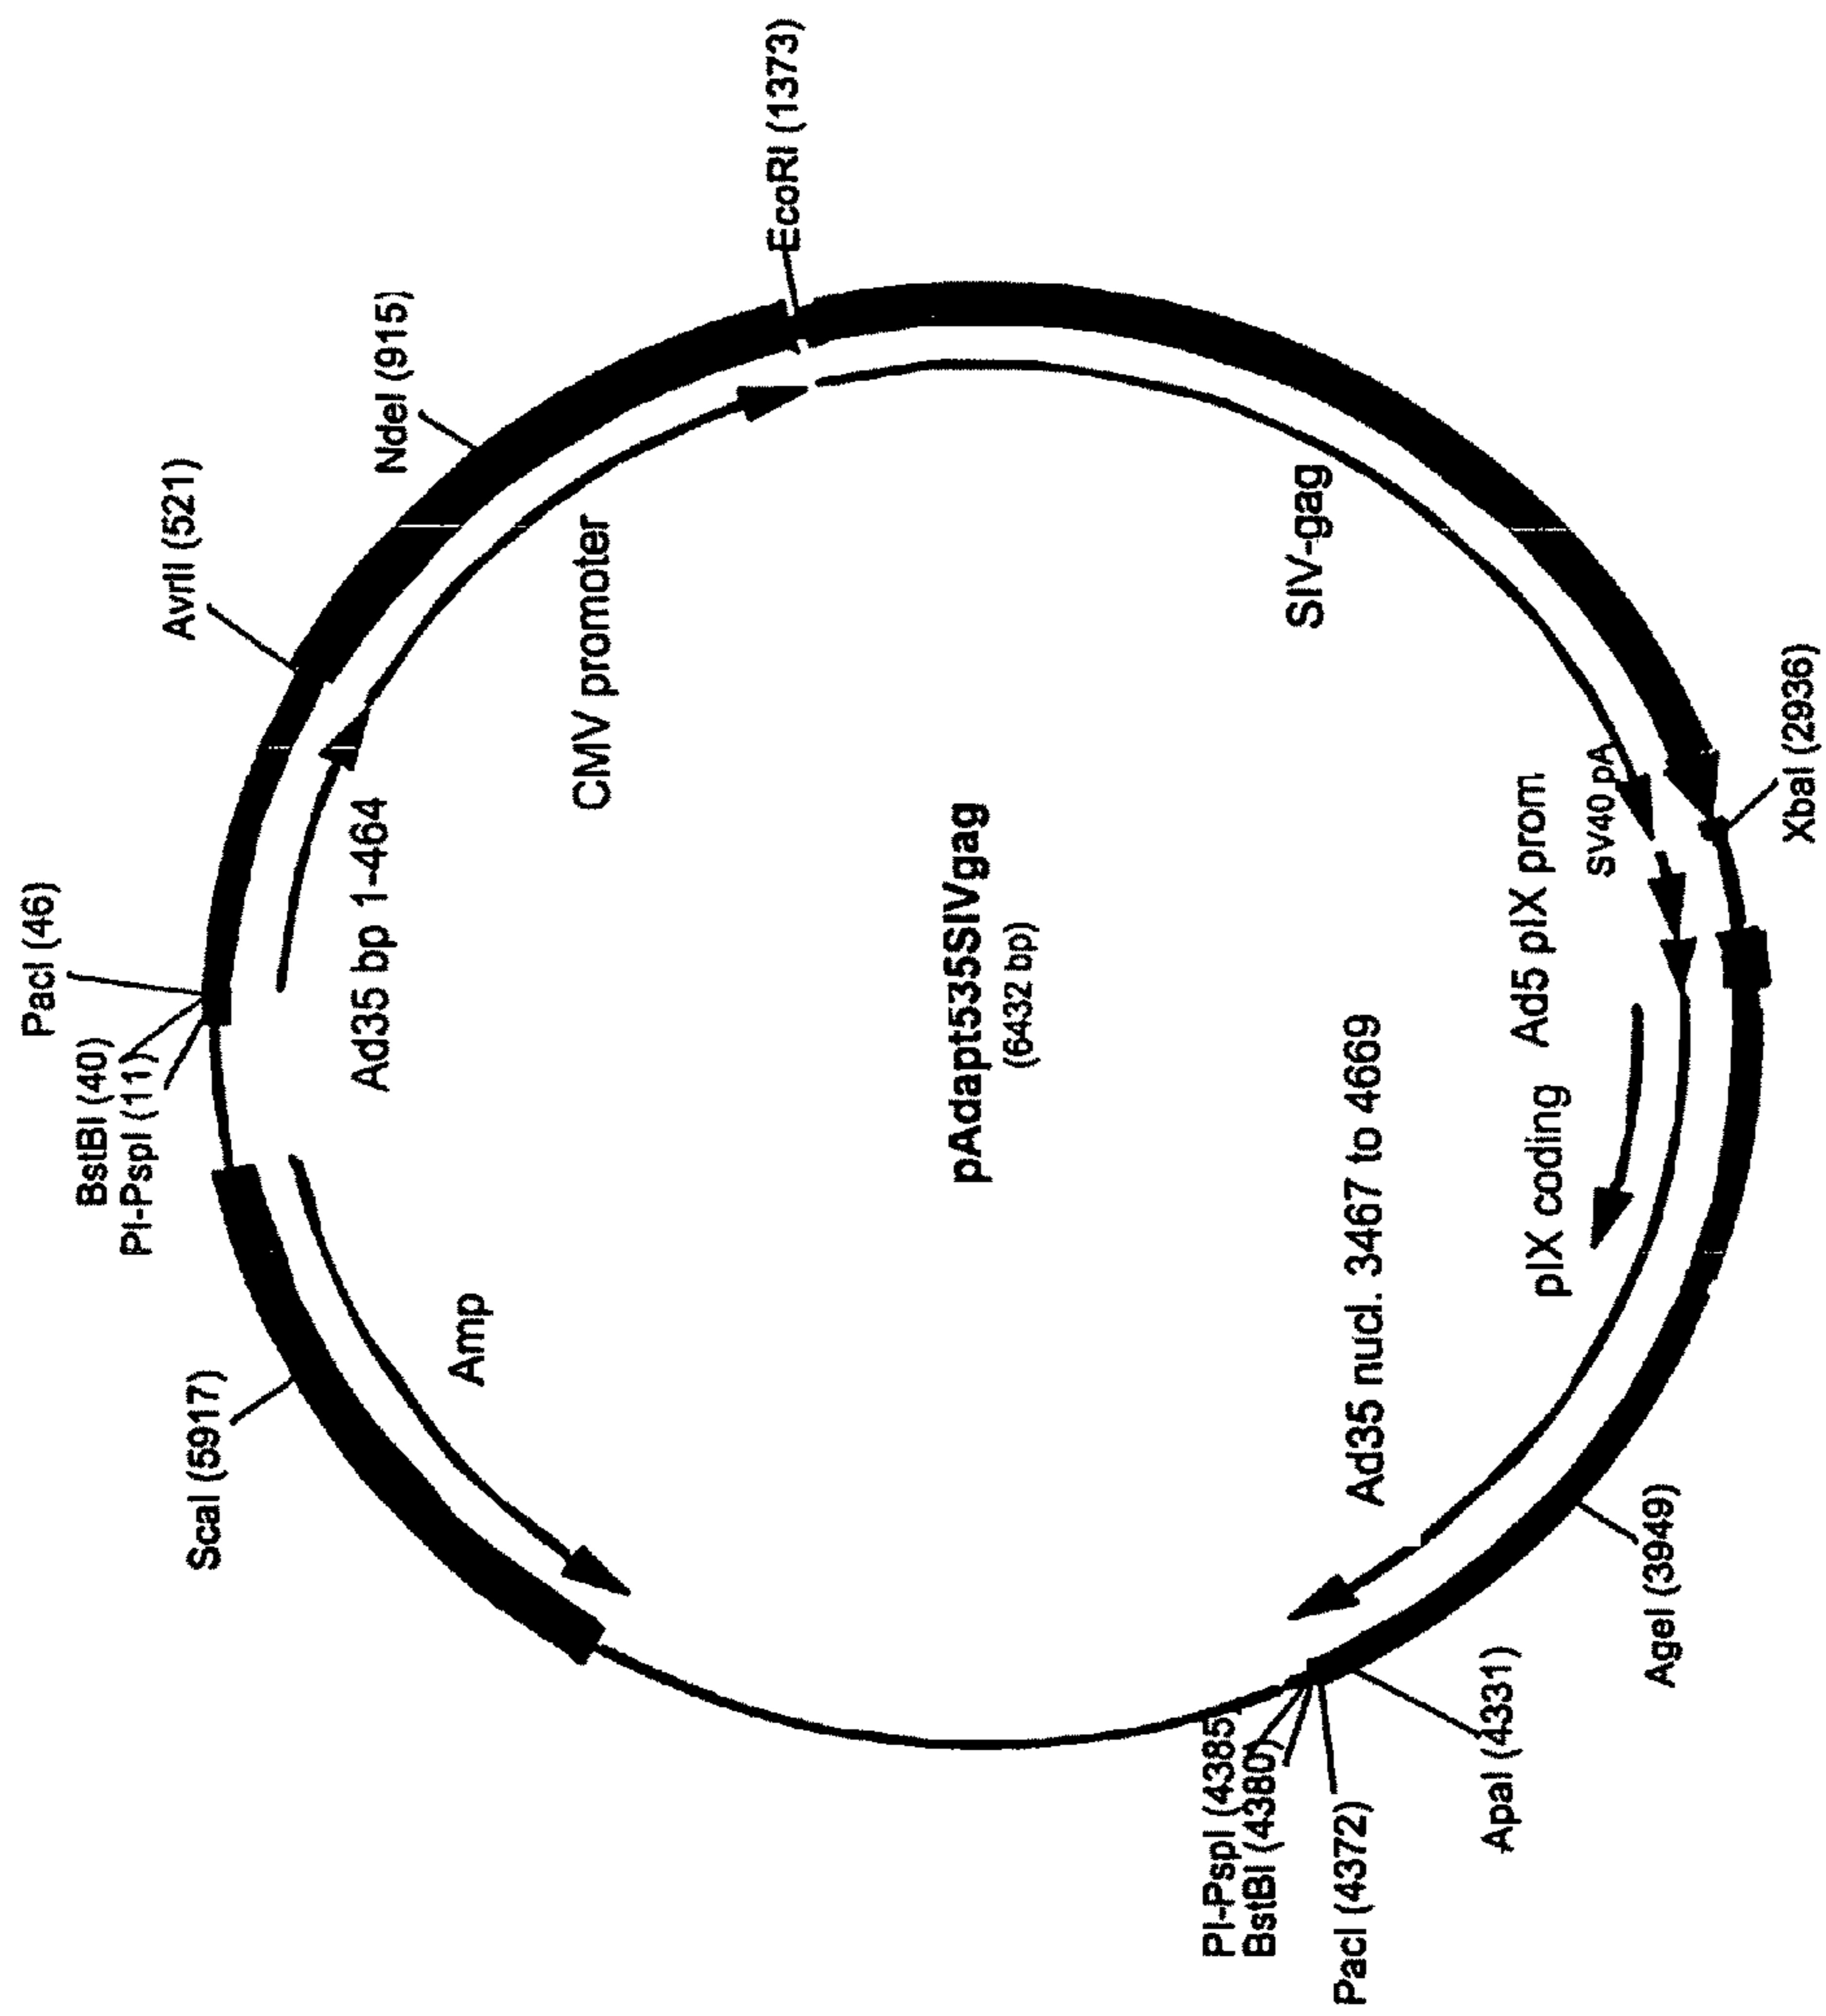 PacI (46)
BstBI (40)
PI-PspI (11)
AvrII (521)
NdeI (915)
EcoRI (1373)
ScaI (5917)
Ad35 bp 1-464
CMV promoter
Amp
pAdapt535SIVgag
(6432 bp)
SIV-gag
SV40 pA
XbaI (2936)
Ad5 pIX prom
pIX coding
Ad35 nucl. 3467 to 4669
AgeI (3949)
ApaI (4331)
PacI (4372)
BstBI (4380)
PI-PspI (4385)